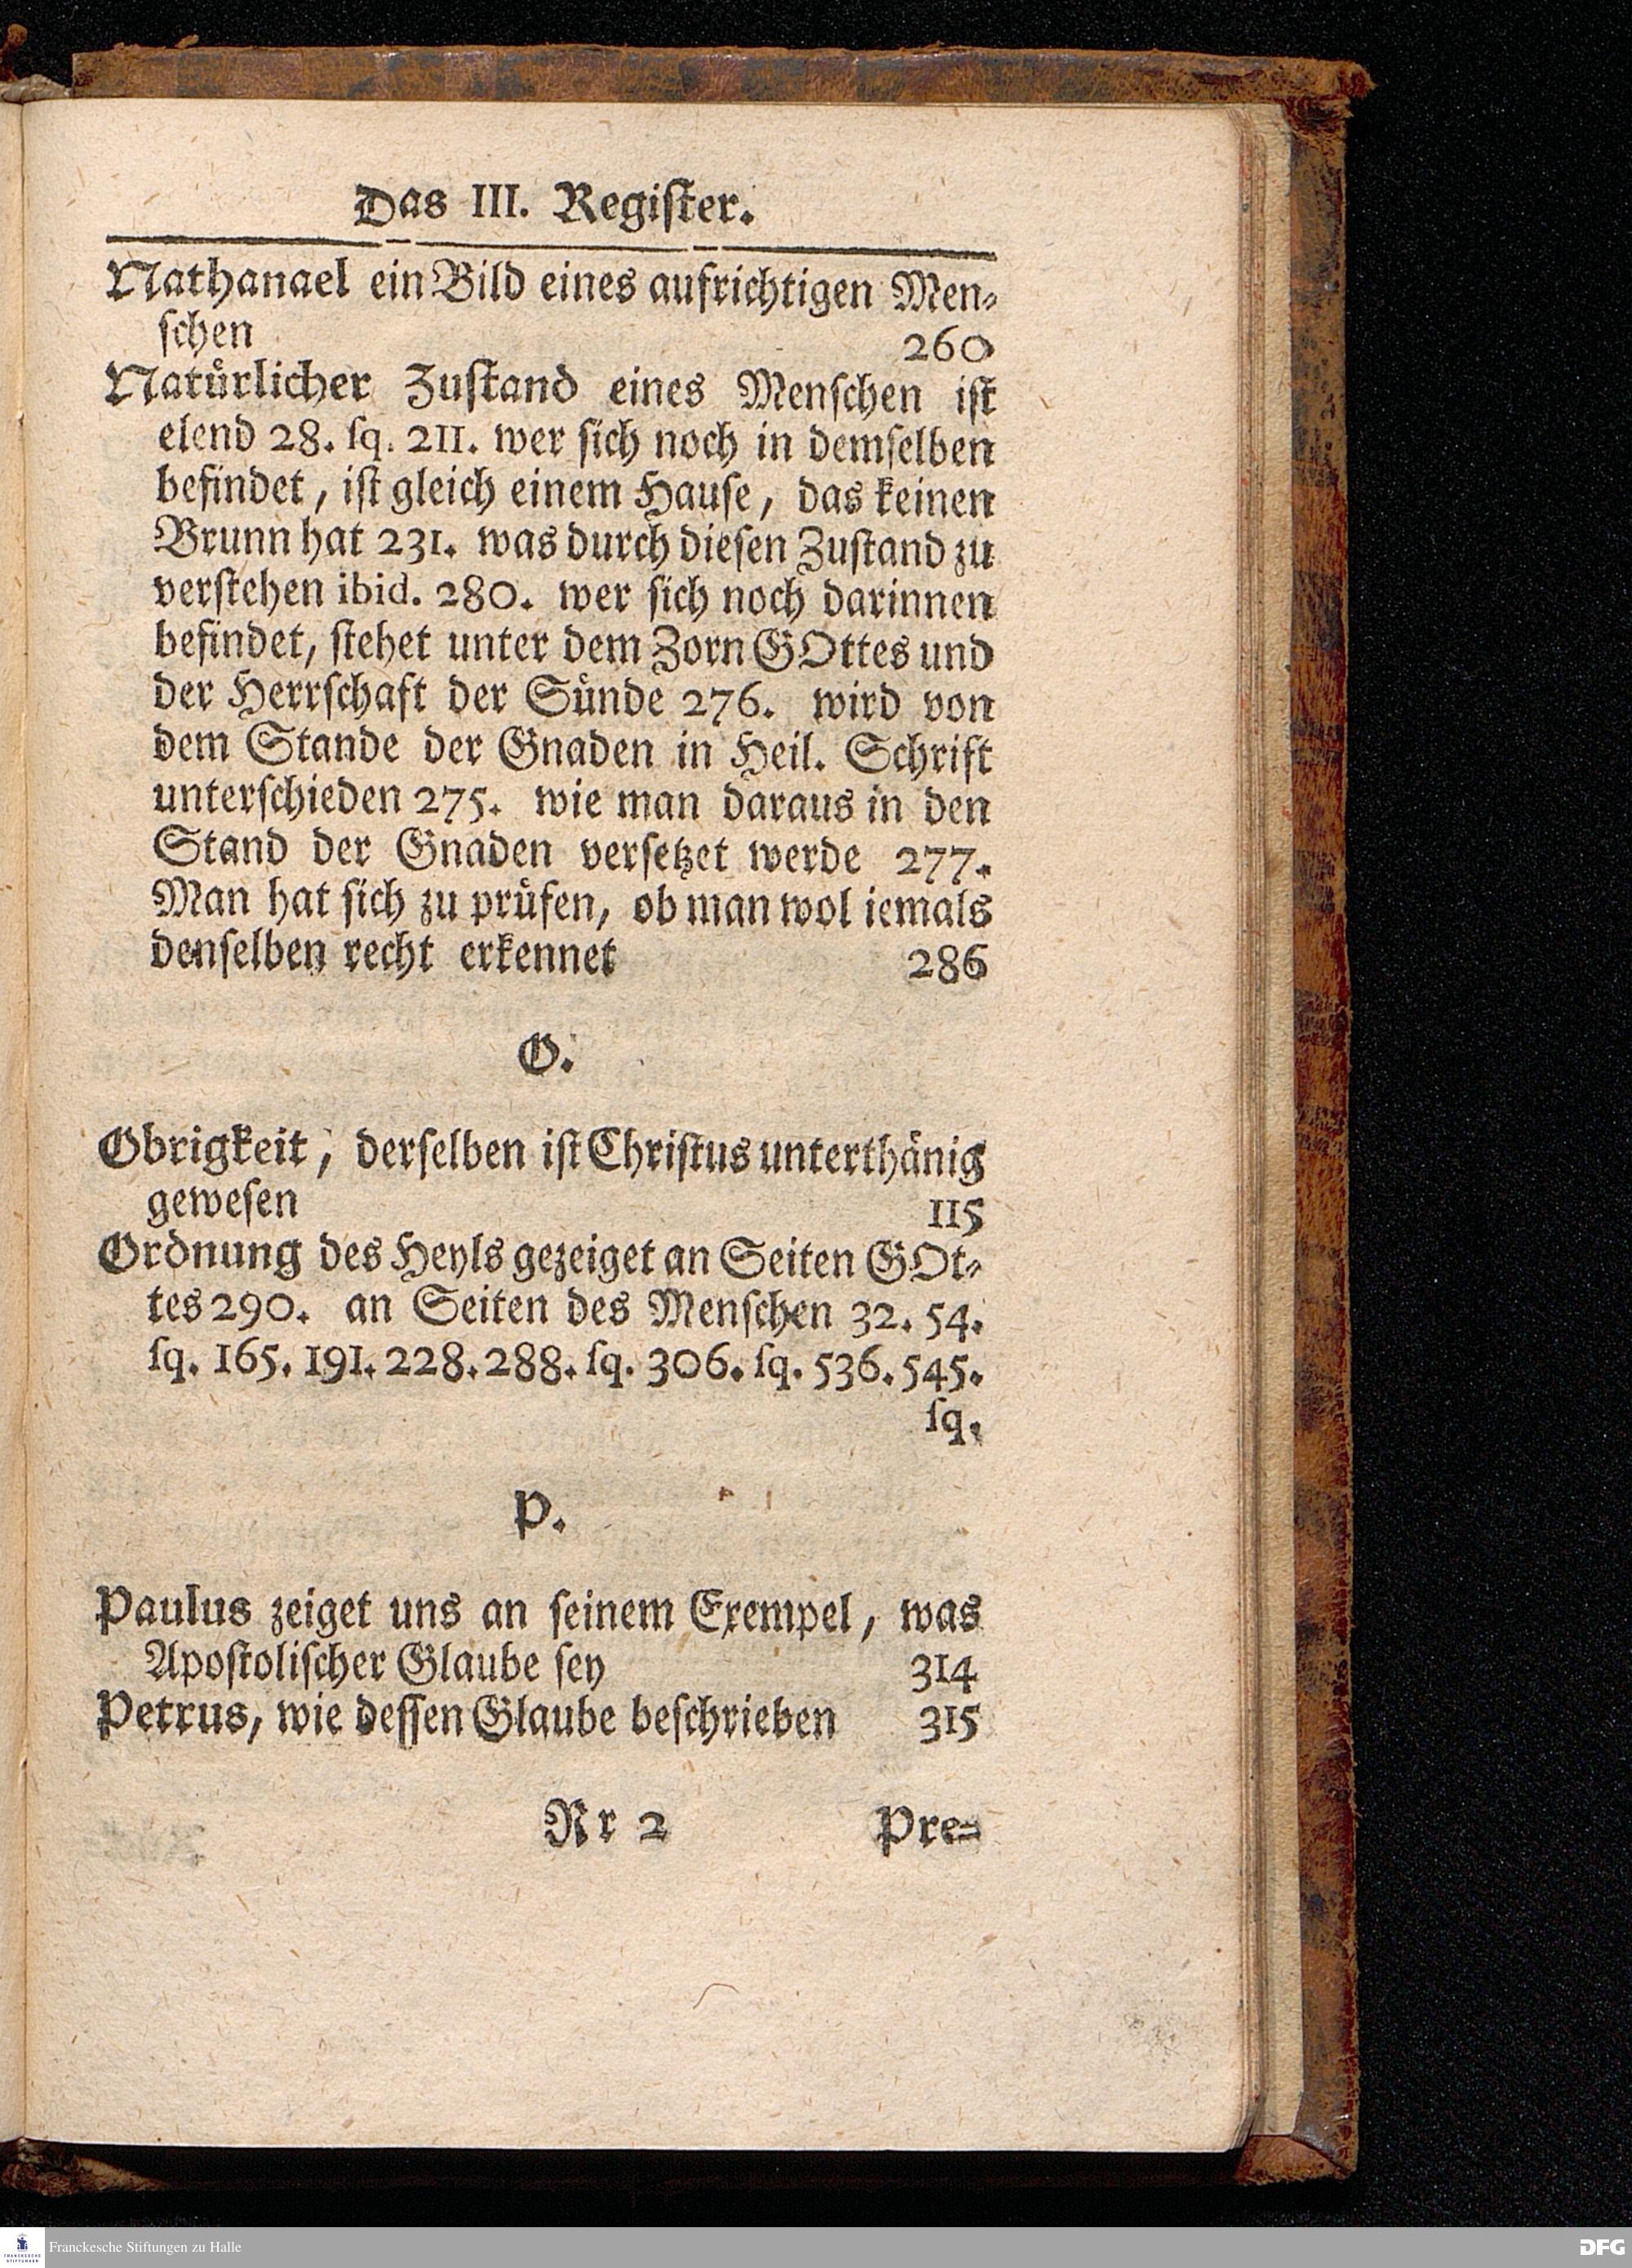 Das III. Regiſter.
Nathanael ein Bild eines aufrichtigen Men-
ſchen 260
Natürlicher Zuſtand eines Menſchen iſt
elend 28. ſq. 211. wer ſich noch in demſelben
befindet, iſt gleich einem Hauſe, das keinen
Brunn hat 231. was durch dieſen Zuſtand zu
verſtehen ibid. 280. wer ſich noch darinnen
befindet, ſtehet unter dem Zorn GOttes und
der Herrſchaft der Sünde 276. wird von
dem Stande der Gnaden in Heil. Schrift
unterſchieden 275. wie man daraus in den
Stand der Gnaden verſetzet werde 277.
Man hat ſich zu prüfen, ob man wol iemals
denſelben recht erkennet 286
O.
Obrigkeit, derſelben iſt Chriſtus unterthänig
geweſen 115
Ordnung des Heyls gezeiget an Seiten GOt-
tes 290. an Seiten des Menſchen 32. 54.
ſq. 165. 191. 228. 288. ſq. 306. ſq. 536. 545.
ſq.
P.
Paulus zeiget uns an ſeinem Exempel, was
Apoſtoliſcher Glaube ſey 314
Petrus, wie deſſen Glaube beſchrieben 315
Rr 2 Pre-
FRANCKESCHE STIFTUNGEN
Franckesche Stiftungen zu Halle
DFG